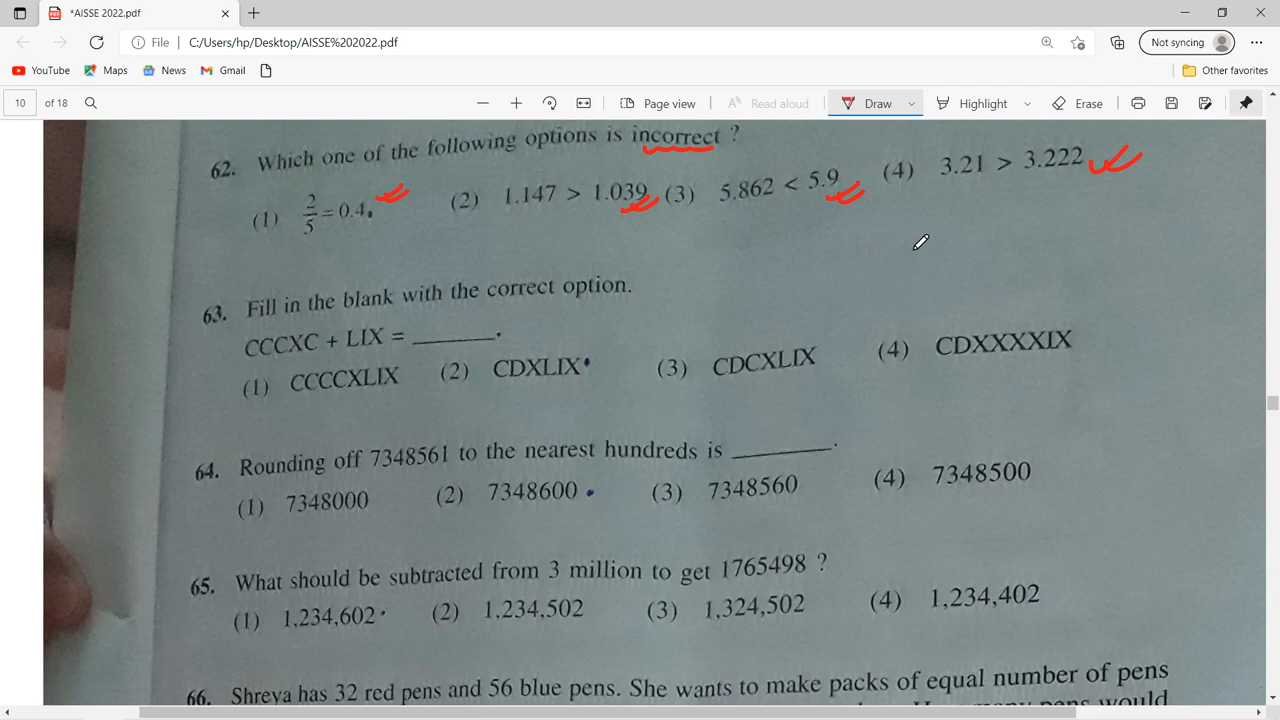 *AISSE 2022.pdf
File C:/Users/hp/Desktop/AISSE%202022.pdf Not syncing
YouTube Maps News Gmail Other favorites
10 of 18 Page view Read aloud Draw Highlight Erase
62. Which one of the following options is incorrect ?
(1) 2/5 = 0.4 (2) 1.147 > 1.039 (3) 5.862 < 5.9 (4) 3.21 > 3.222
63. Fill in the blank with the correct option.
CCCXC + LIX = ______.
(1) CCCCXLIX (2) CDXLIX (3) CDCXLIX (4) CDXXXXIX
64. Rounding off 7348561 to the nearest hundreds is ______.
(1) 7348000 (2) 7348600 (3) 7348560 (4) 7348500
65. What should be subtracted from 3 million to get 1765498 ?
(1) 1,234,602 (2) 1,234,502 (3) 1,324,502 (4) 1,234,402
66. Shreya has 32 red pens and 56 blue pens. She wants to make packs of equal number of pens